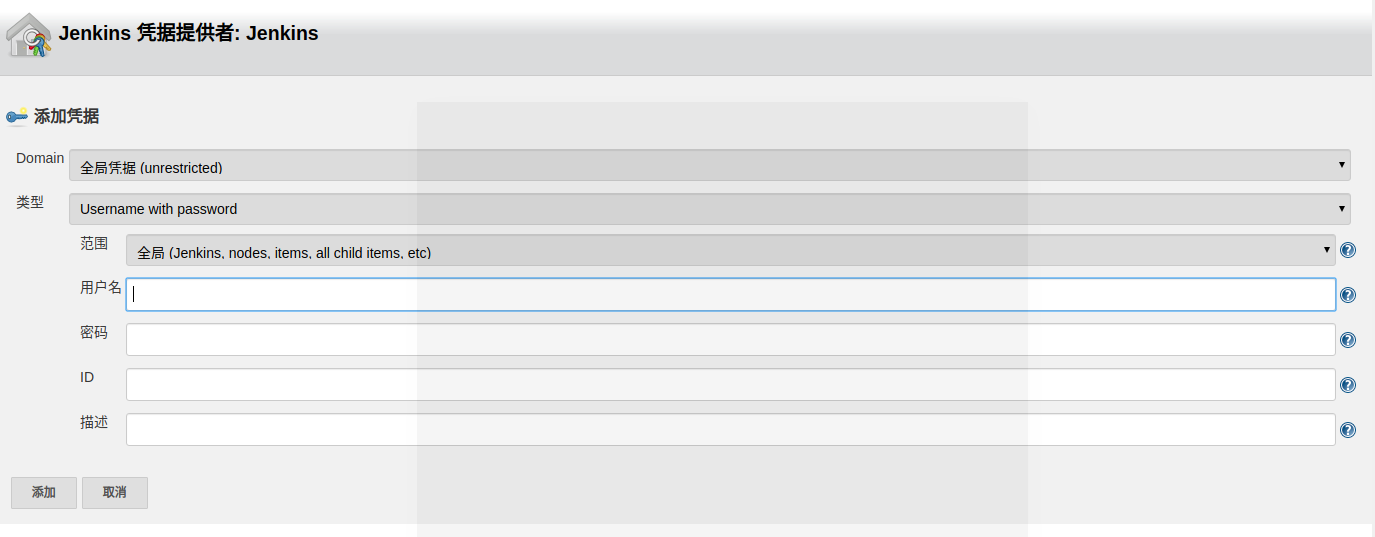 Jenkins 凭据提供者: Jenkins
添加凭据
Domain 全局凭据 (unrestricted)
类型 Username with password
范围 全局 (Jenkins, nodes, items, all child items, etc)
用户名
密码
ID
描述
添加 取消